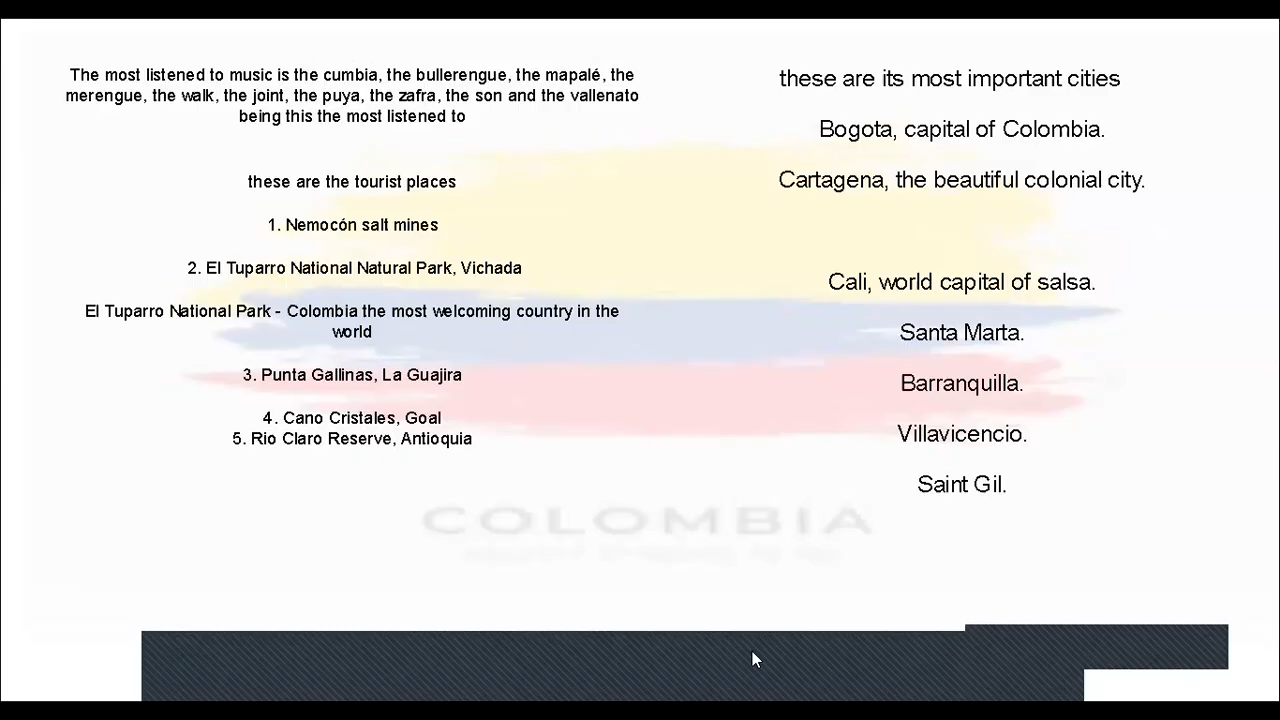 The most listened to music is the cumbia, the bullerengue, the mapalé, the
merengue, the walk, the joint, the puya, the zafra, the son and the vallenato
being this the most listened to
these are the tourist places
1. Nemocón salt mines
2. El Tuparro National Natural Park, Vichada
El Tuparro National Park - Colombia the most welcoming country in the
world
3. Punta Gallinas, La Guajira
4. Cano Cristales, Goal
5. Rio Claro Reserve, Antioquia
these are its most important cities
Bogota, capital of Colombia.
Cartagena, the beautiful colonial city.
Cali, world capital of salsa.
Santa Marta.
Barranquilla.
Villavicencio.
Saint Gil.
COLOMBIA